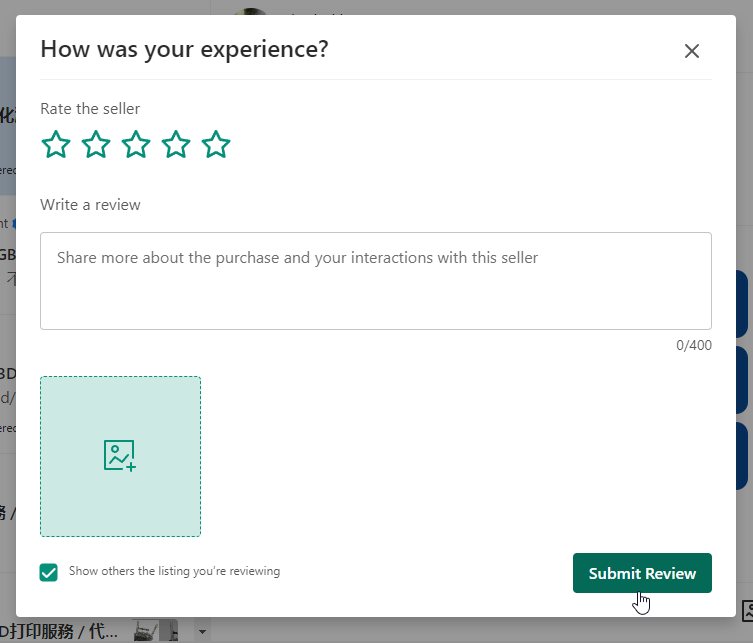 How was your experience?
Rate the seller
Write a review
Share more about the purchase and your interactions with this seller
0/400
Show others the listing you're reviewing
Submit Review
D打印服務 / 代...